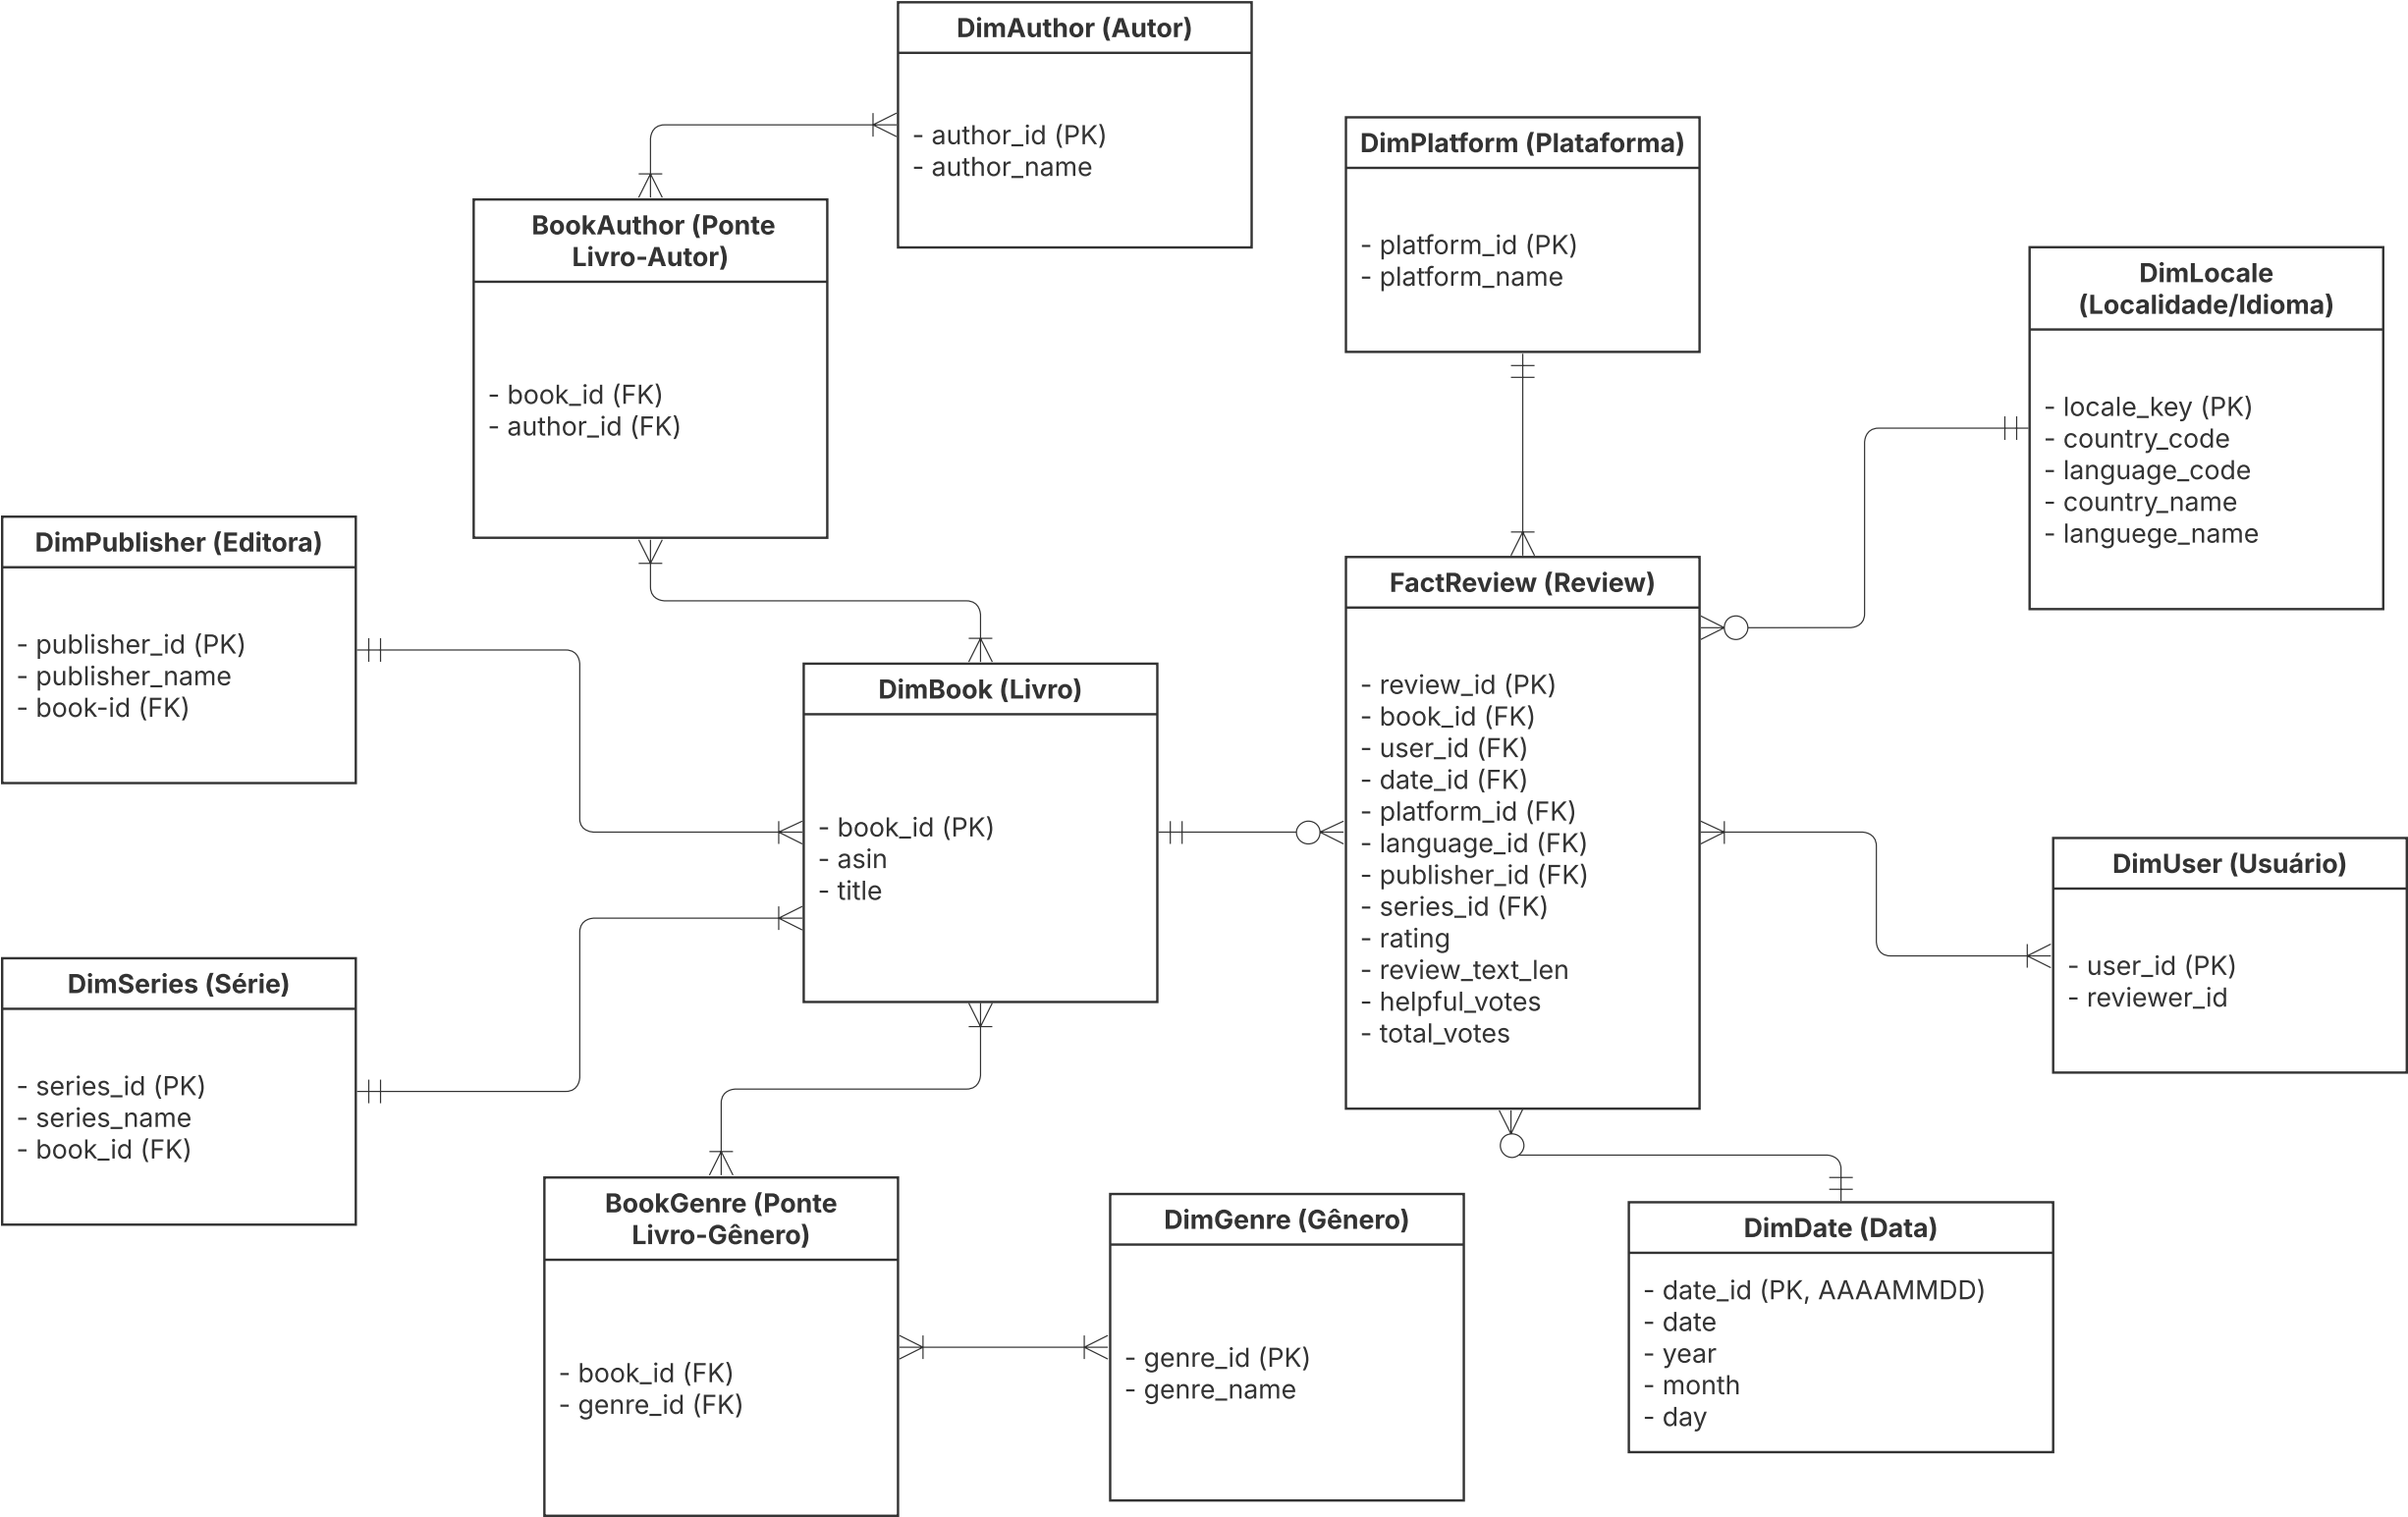 DimAuthor (Autor)
- author_id (PK)
- author_name
DimPlatform (Plataforma)
- platform_id (PK)
- platform_name
BookAuthor (Ponte
Livro-Autor)
- book_id (FK)
- author_id (FK)
DimLocale
(Localidade/Idioma)
- locale_key (PK)
- country_code
- language_code
- country_name
- languege_name
DimPublisher (Editora)
- publisher_id (PK)
- publisher_name
- book-id (FK)
FactReview (Review)
- review_id (PK)
- book_id (FK)
- user_id (FK)
- date_id (FK)
- platform_id (FK)
- language_id (FK)
- publisher_id (FK)
- series_id (FK)
- rating
- review_text_len
- helpful_votes
- total_votes
DimBook (Livro)
- book_id (PK)
- asin
- title
DimUser (Usuário)
- user_id (PK)
- reviewer_id
DimSeries (Série)
- series_id (PK)
- series_name
- book_id (FK)
BookGenre (Ponte
Livro-Gênero)
- book_id (FK)
- genre_id (FK)
DimGenre (Gênero)
- genre_id (PK)
- genre_name
DimDate (Data)
- date_id (PK, AAAAMMDD)
- date
- year
- month
- day